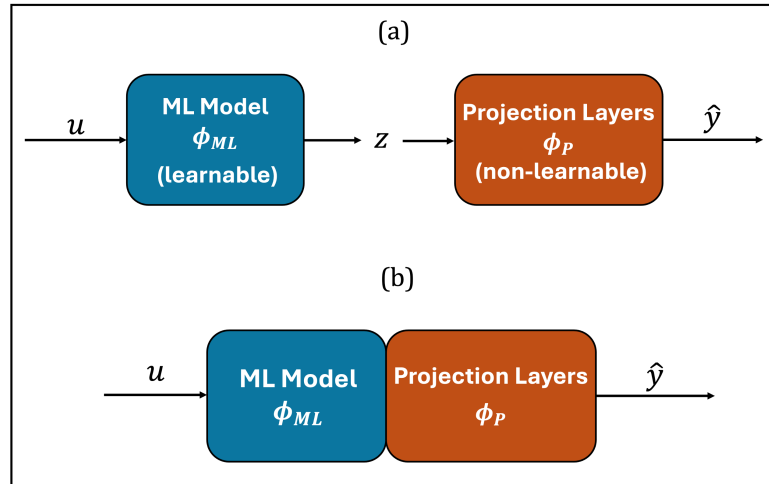 (a)
u
ML Model
ϕ_ML
(learnable)
z
Projection Layers
ϕ_P
(non-learnable)
ŷ
(b)
u
ML Model
ϕ_ML
Projection Layers
ϕ_P
ŷ